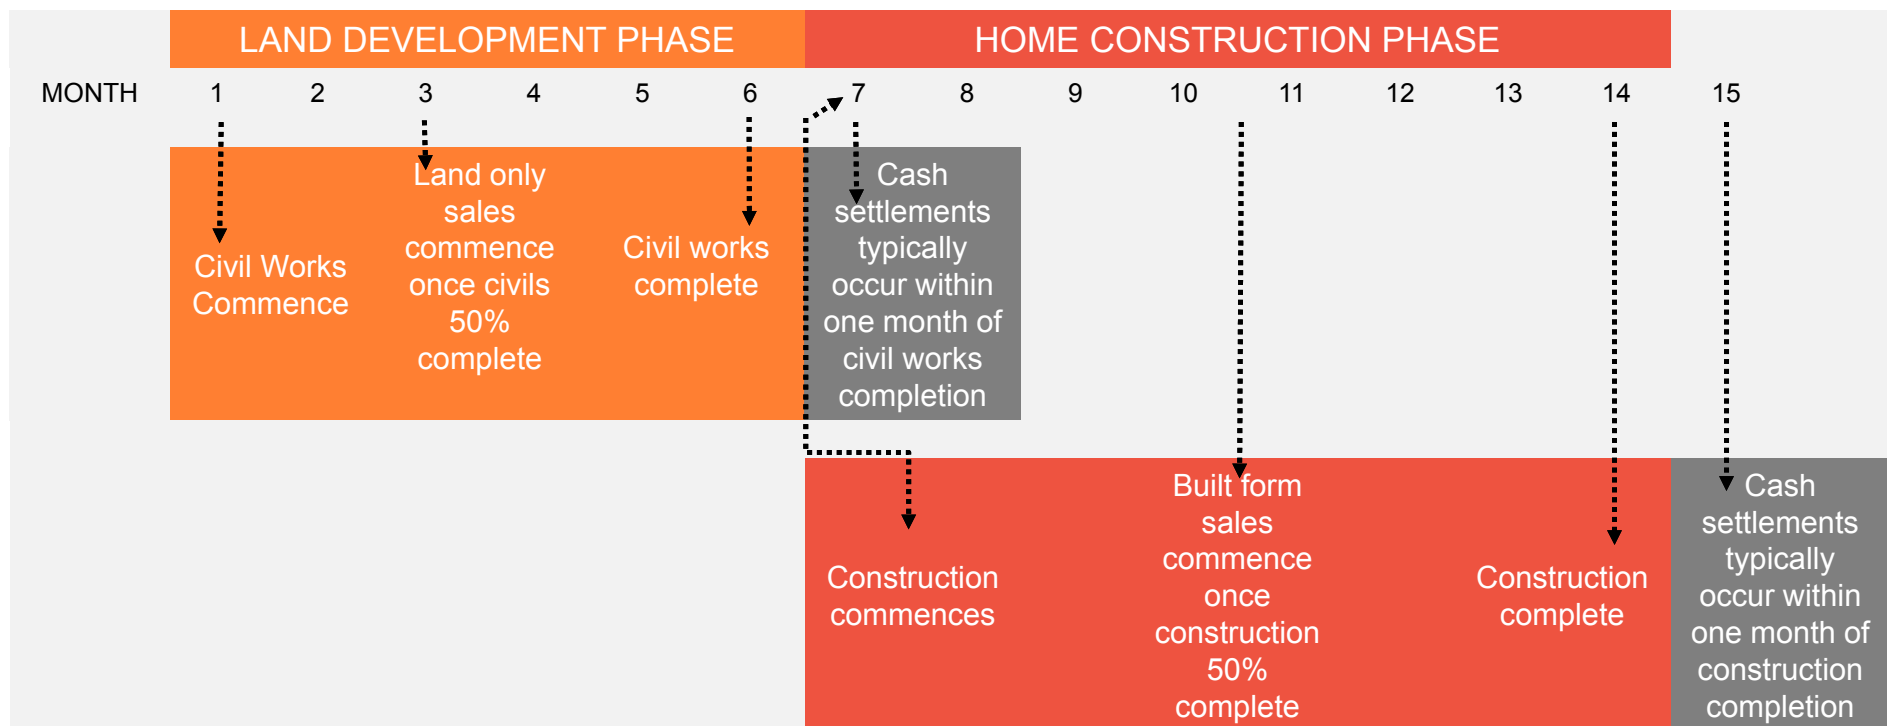 LAND DEVELOPMENT PHASE
HOME CONSTRUCTION PHASE
MONTH 1 2 3 4 5 6 7 8 9 10 11 12 13 14 15
Civil Works
Commence
Land only
sales
commence
once civils
50%
complete
Civil works
complete
Cash
settlements
typically
occur within
one month of
civil works
completion
Construction
commences
Built form
sales
commence
once
construction
50%
complete
Construction
complete
Cash
settlements
typically
occur within
one month of
construction
completion